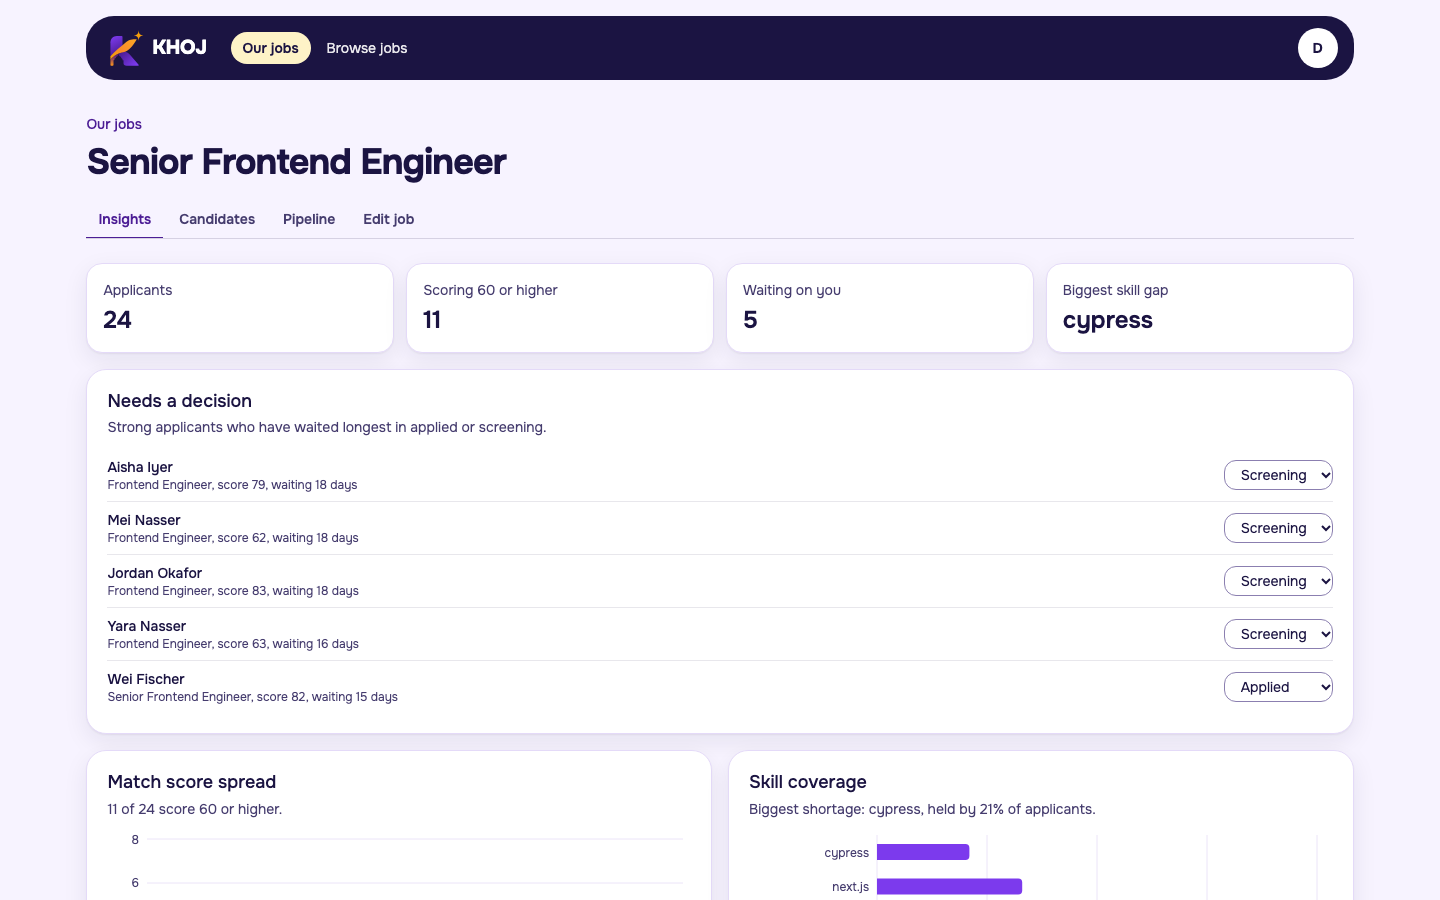 KHOJ
Our jobs
Browse jobs
D
Our jobs
Senior Frontend Engineer
Insights
Candidates
Pipeline
Edit job
Applicants
24
Scoring 60 or higher
11
Waiting on you
5
Biggest skill gap
cypress
Needs a decision
Strong applicants who have waited longest in applied or screening.
Aisha Iyer
Frontend Engineer, score 79, waiting 18 days
Screening
Mei Nasser
Frontend Engineer, score 62, waiting 18 days
Screening
Jordan Okafor
Frontend Engineer, score 83, waiting 18 days
Screening
Yara Nasser
Frontend Engineer, score 63, waiting 16 days
Screening
Wei Fischer
Senior Frontend Engineer, score 82, waiting 15 days
Applied
Match score spread
11 of 24 score 60 or higher.
8
6
Skill coverage
Biggest shortage: cypress, held by 21% of applicants.
cypress
next.js